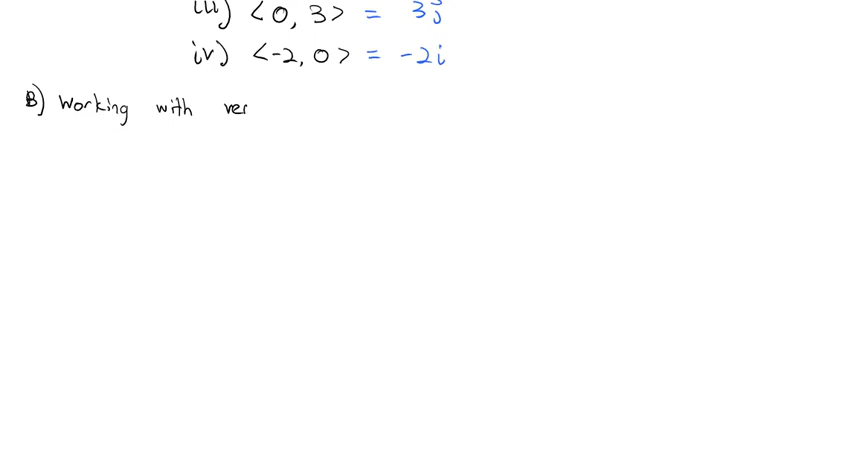 iii) <0, 3> = 3j
iv) <-2, 0> = -2i
B) Working with ver